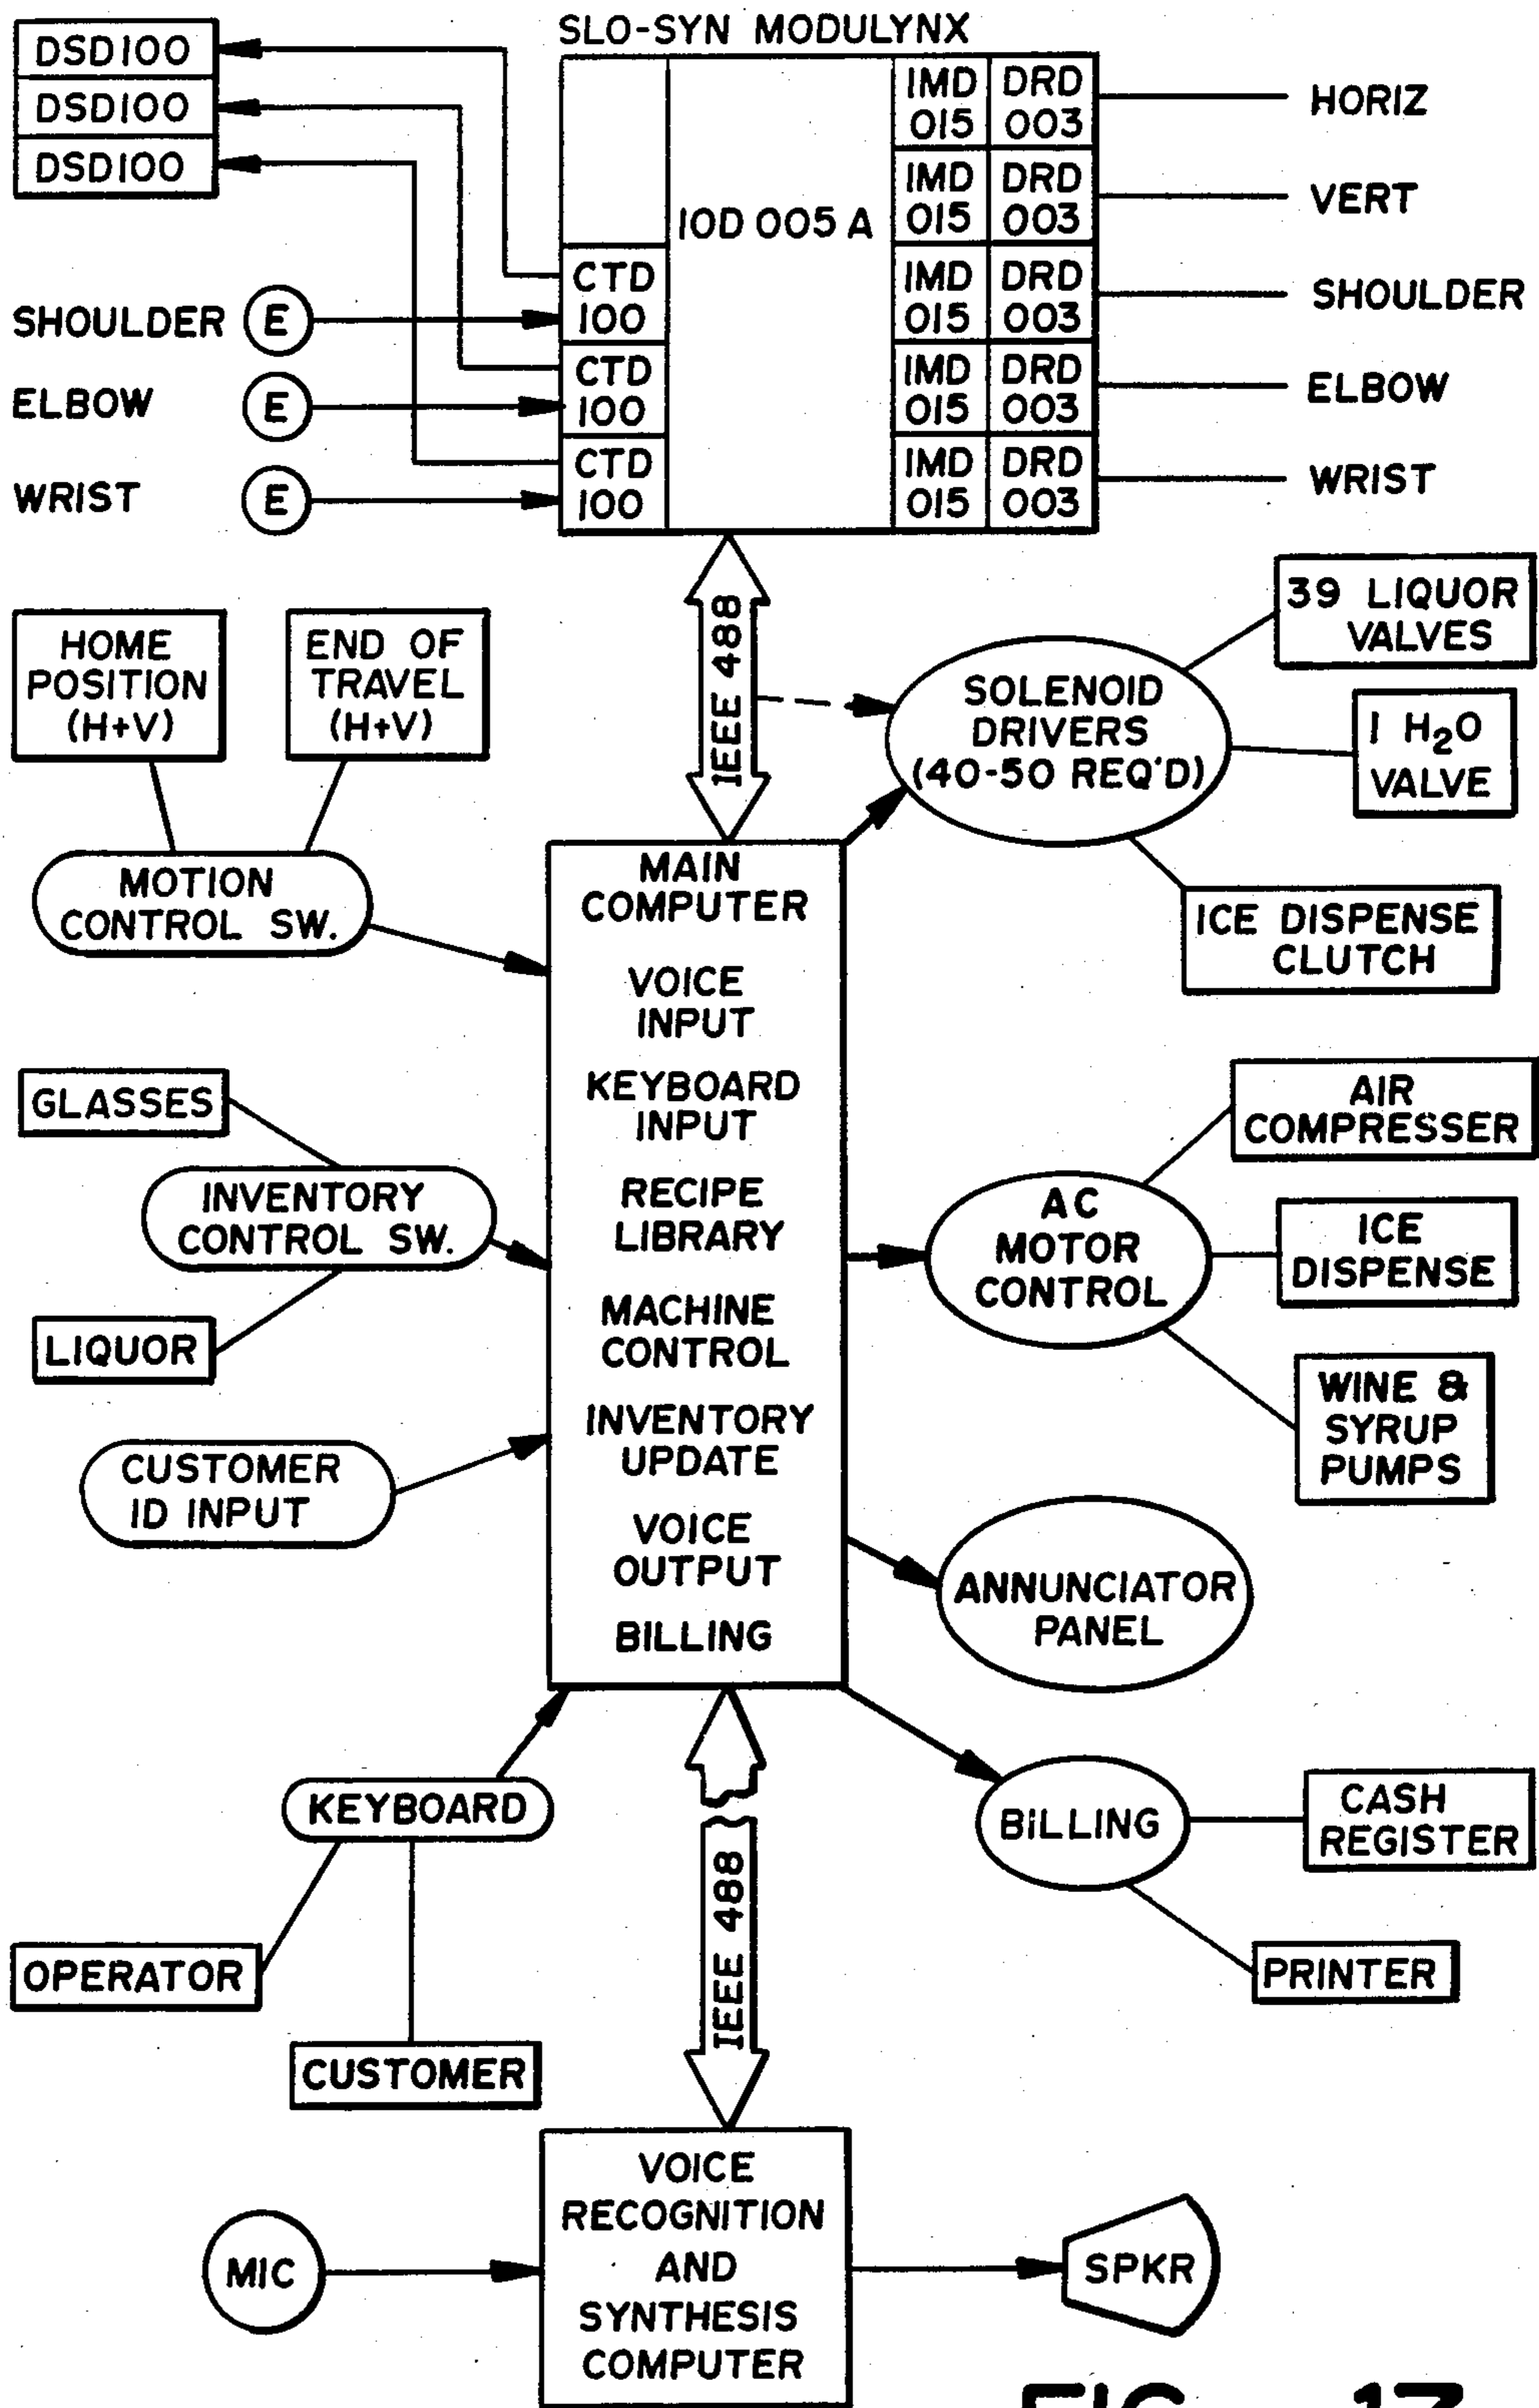 SLO-SYN MODULYNX
DSD100
DSD100
DSD100
10D 005 A
CTD
100
CTD
100
CTD
100
IMD
015
DRD
003
IMD
015
DRD
003
IMD
015
DRD
003
IMD
015
DRD
003
IMD
015
DRD
003
HORIZ
VERT
SHOULDER
ELBOW
WRIST
SHOULDER
E
ELBOW
E
WRIST
E
IEEE 488
HOME
POSITION
(H+V)
END OF
TRAVEL
(H+V)
MOTION
CONTROL SW.
SOLENOID
DRIVERS
(40-50 REQ'D)
39 LIQUOR
VALVES
1 H2O
VALVE
ICE DISPENSE
CLUTCH
MAIN
COMPUTER
VOICE
INPUT
KEYBOARD
INPUT
RECIPE
LIBRARY
MACHINE
CONTROL
INVENTORY
UPDATE
VOICE
OUTPUT
BILLING
GLASSES
INVENTORY
CONTROL SW.
LIQUOR
CUSTOMER
ID INPUT
AC
MOTOR
CONTROL
AIR
COMPRESSER
ICE
DISPENSE
WINE &
SYRUP
PUMPS
ANNUNCIATOR
PANEL
KEYBOARD
OPERATOR
CUSTOMER
BILLING
CASH
REGISTER
PRINTER
IEEE 488
VOICE
RECOGNITION
AND
SYNTHESIS
COMPUTER
MIC
SPKR
FIG. 17